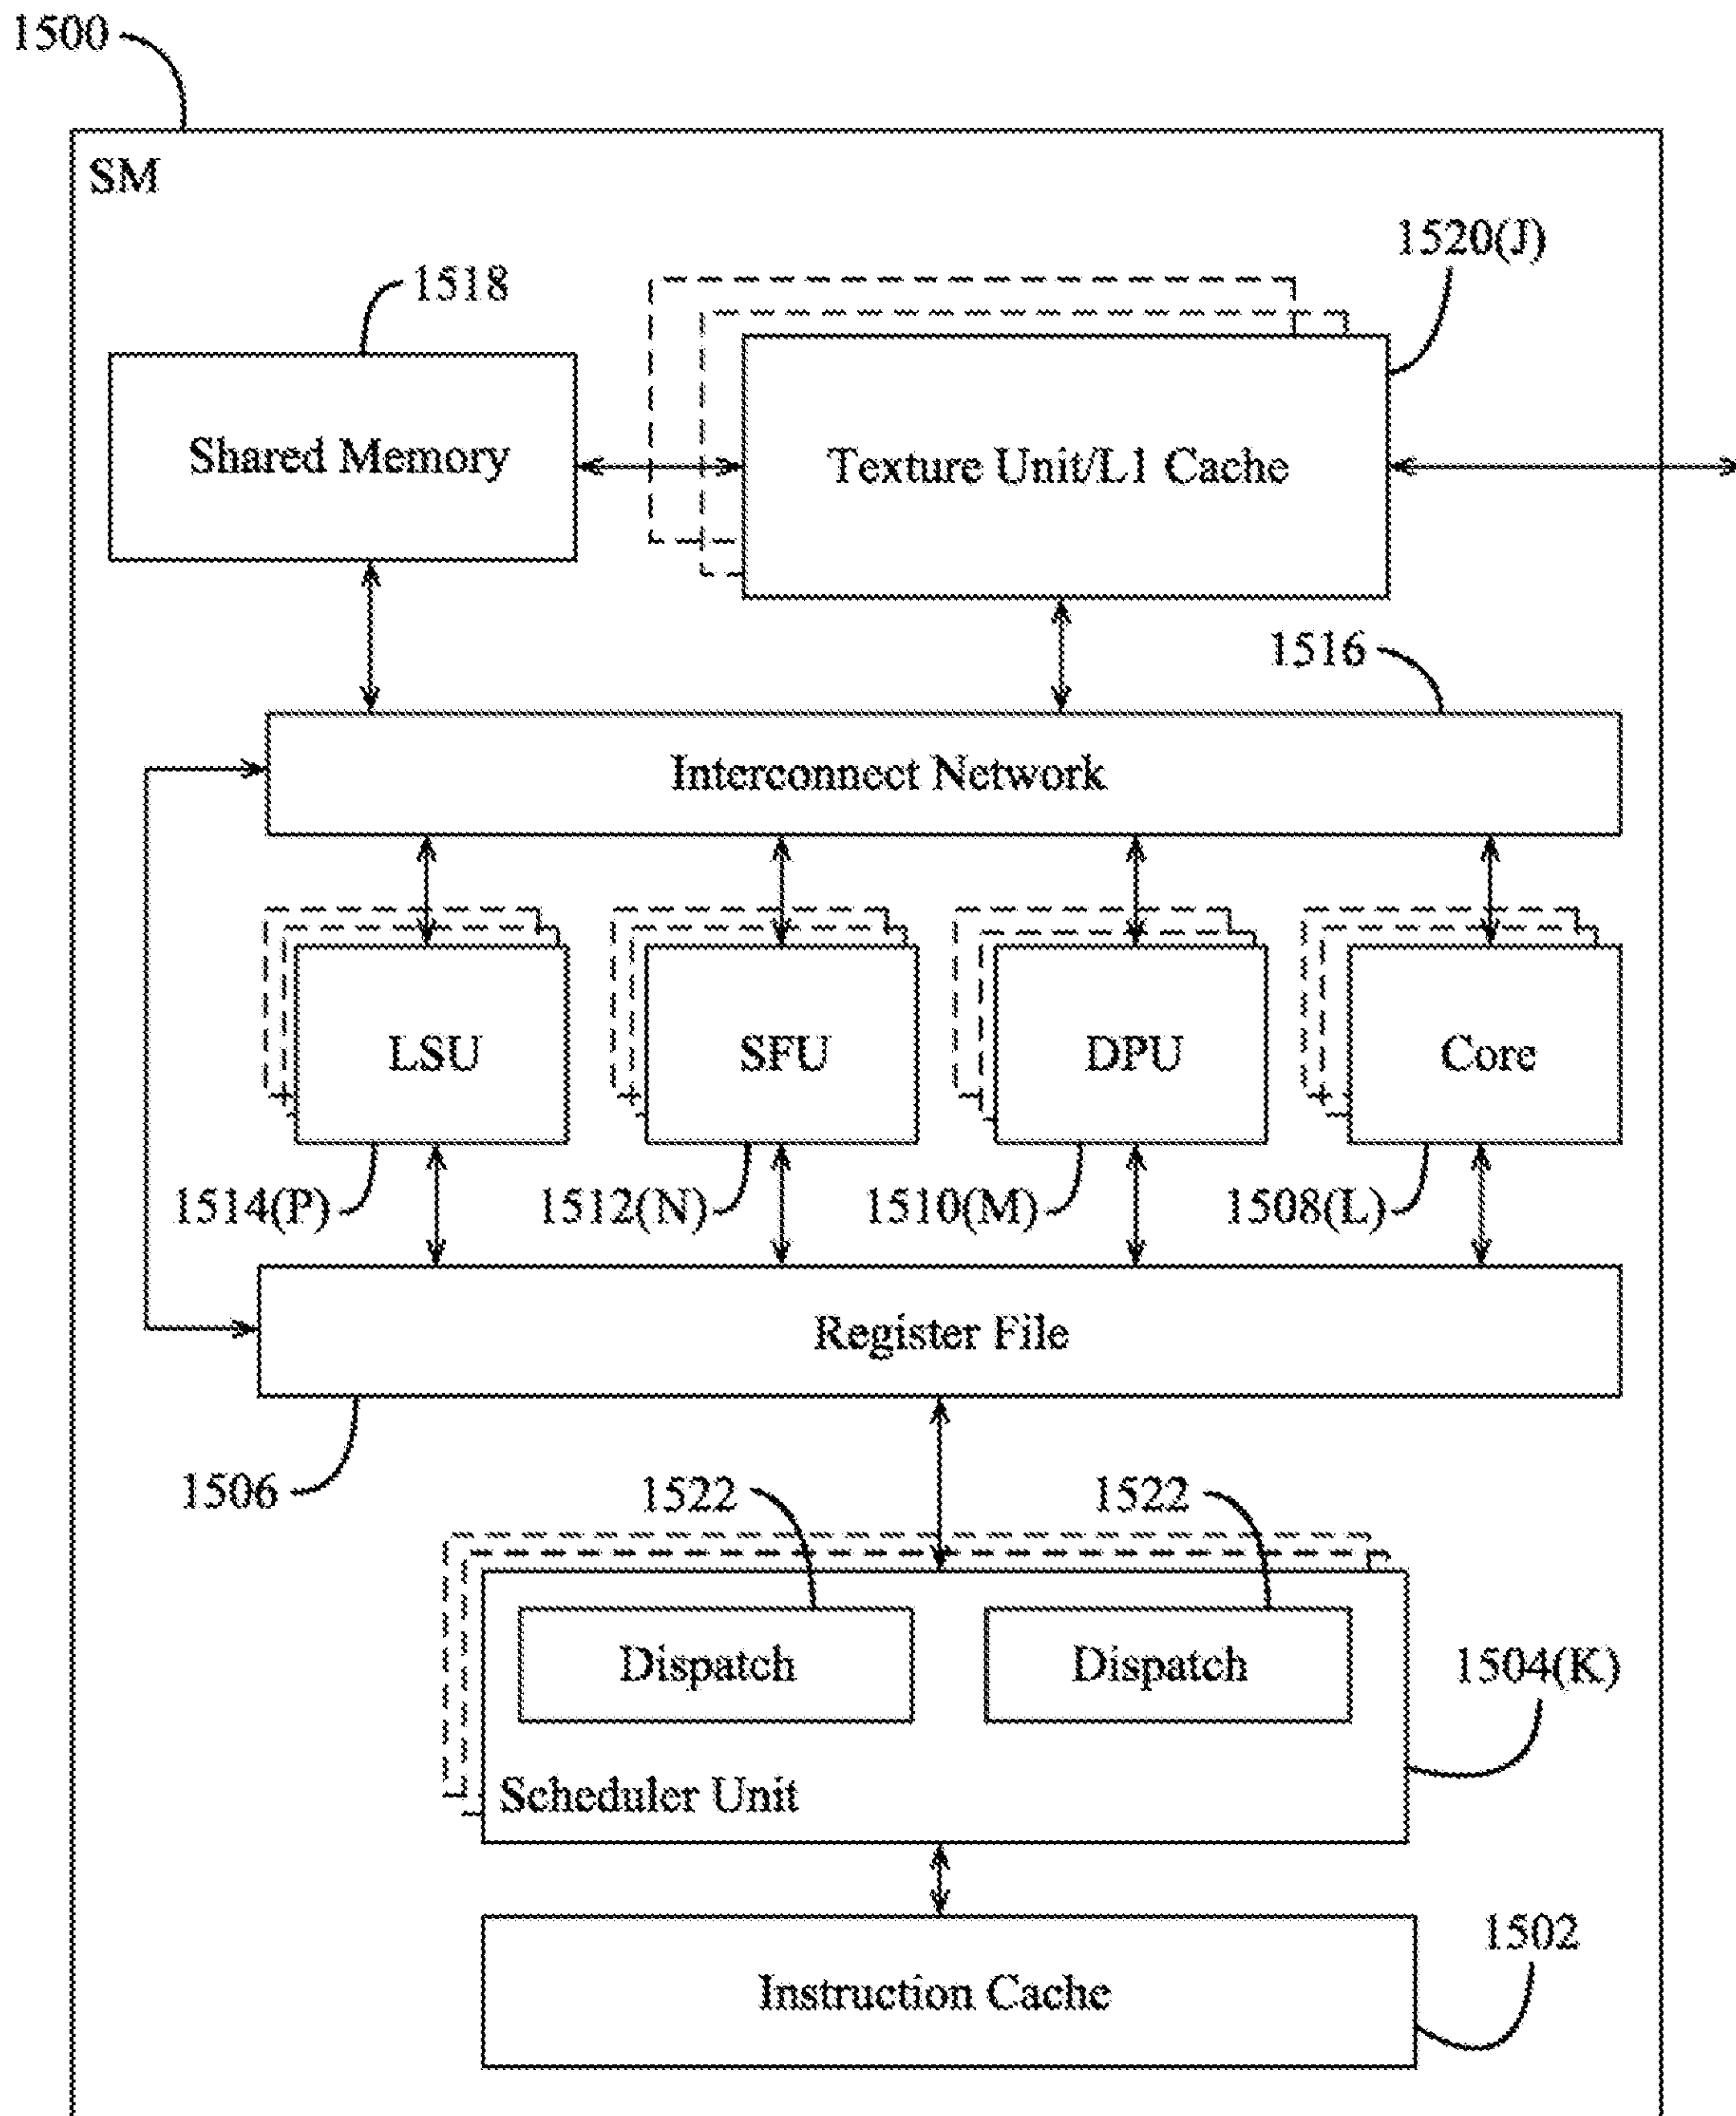 1500
SM
1520(J)
1518
Shared Memory
Texture Unit/L1 Cache
1516
Interconnect Network
LSU
SFU
DPU
Core
1514(P)
1512(N)
1510(M)
1508(L)
Register File
1506
1522
1522
Dispatch
Dispatch
1504(K)
Scheduler Unit
1502
Instruction Cache